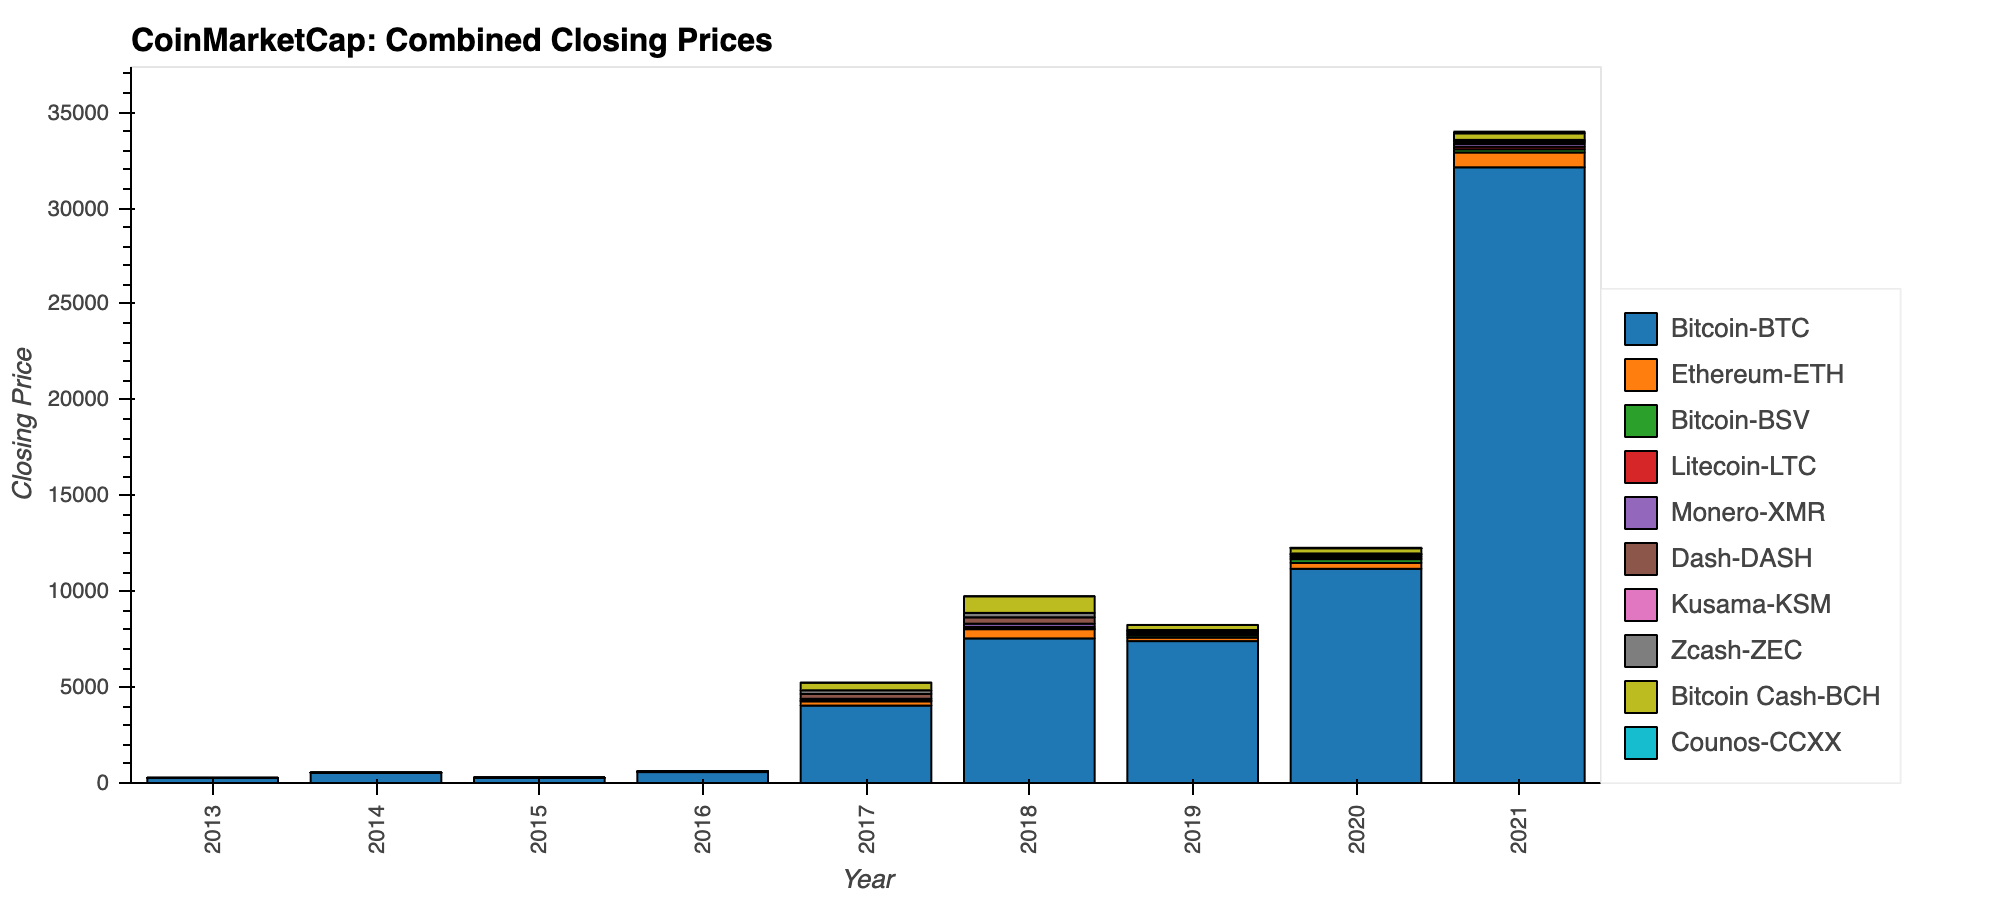 CoinMarketCap: Combined Closing Prices
Closing Price
35000
30000
25000
20000
15000
10000
5000
0
2013
2014
2015
2016
2017
2018
2019
2020
2021
Year
Bitcoin-BTC
Ethereum-ETH
Bitcoin-BSV
Litecoin-LTC
Monero-XMR
Dash-DASH
Kusama-KSM
Zcash-ZEC
Bitcoin Cash-BCH
Counos-CCXX